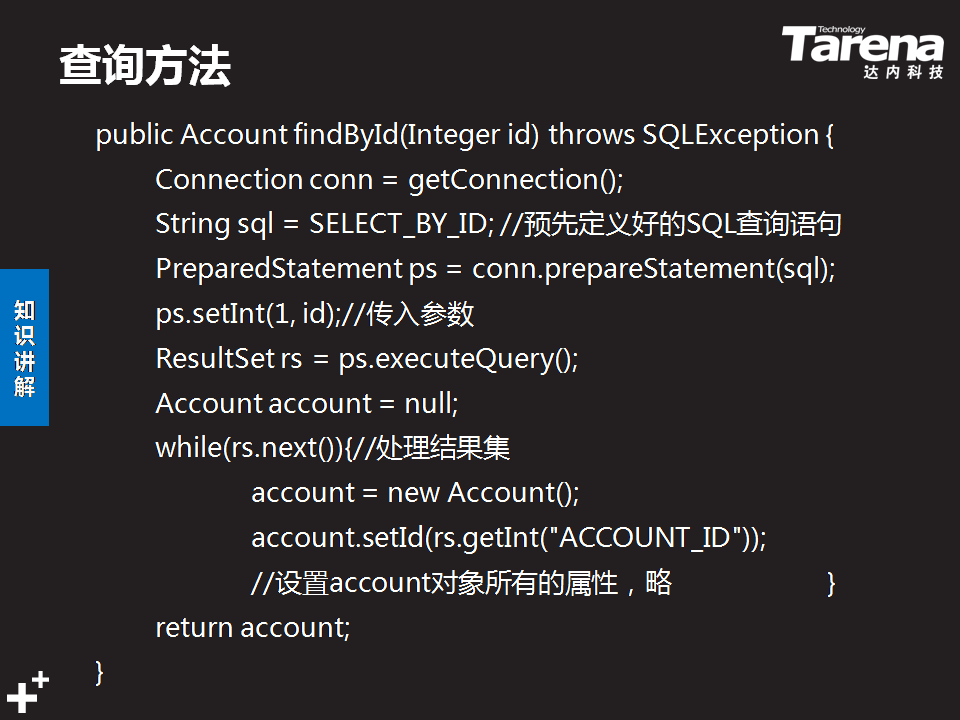 查询方法
Technology
Tarena
达内科技
public Account findById(Integer id) throws SQLException {
Connection conn = getConnection();
String sql = SELECT_BY_ID; //预先定义好的SQL查询语句
PreparedStatement ps = conn.prepareStatement(sql);
ps.setInt(1, id);//传入参数
ResultSet rs = ps.executeQuery();
Account account = null;
while(rs.next()){//处理结果集
account = new Account();
account.setId(rs.getInt("ACCOUNT_ID"));
//设置account对象所有的属性，略 }
return account;
}
知识讲解